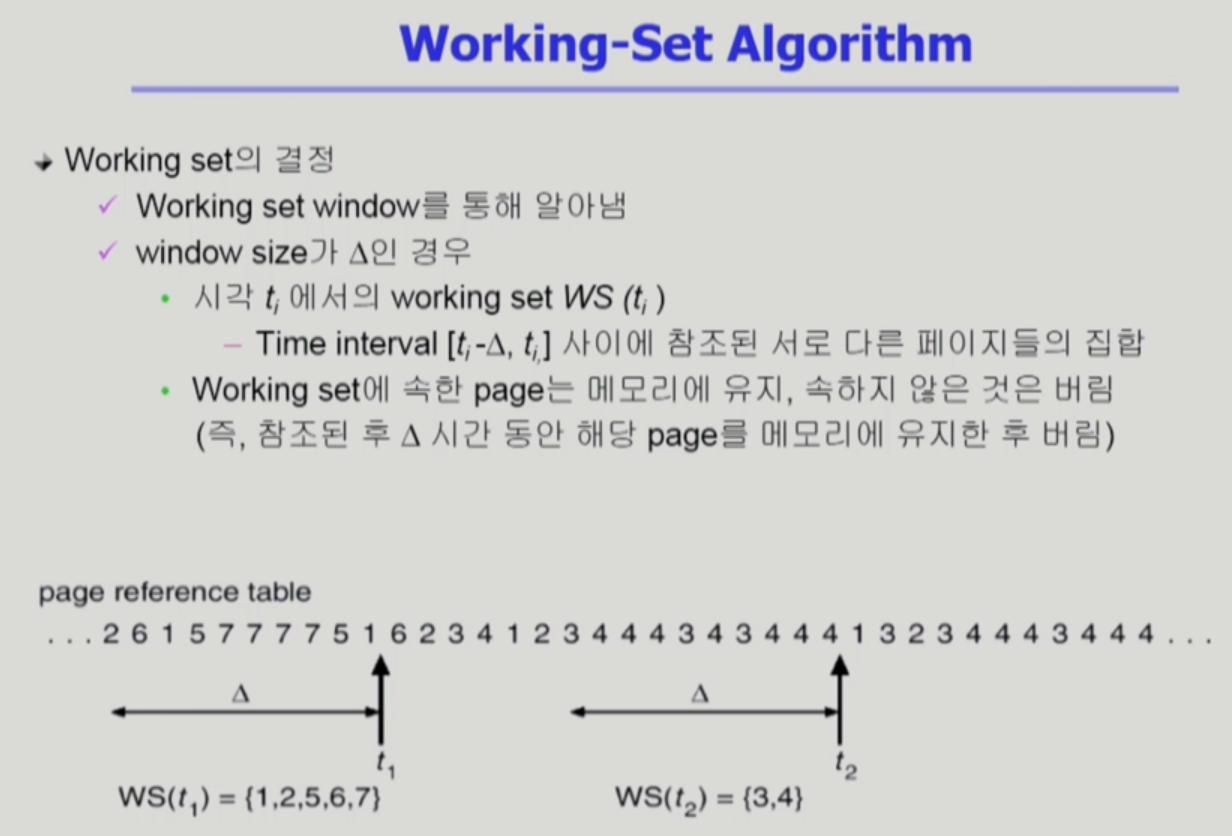 Working-Set Algorithm
Working set의 결정
✓ Working set window를 통해 알아냄
✓ window size가 Δ인 경우
• 시각 tᵢ 에서의 working set WS (tᵢ )
– Time interval [tᵢ -Δ, tᵢ,] 사이에 참조된 서로 다른 페이지들의 집합
• Working set에 속한 page는 메모리에 유지, 속하지 않은 것은 버림
(즉, 참조된 후 Δ 시간 동안 해당 page를 메모리에 유지한 후 버림)
page reference table
. . . 2 6 1 5 7 7 7 7 5 1 6 2 3 4 1 2 3 4 4 4 3 4 3 4 4 4 1 3 2 3 4 4 4 3 4 4 4 . . .
Δ Δ
t₁ t₂
WS(t₁) = {1,2,5,6,7} WS(t₂) = {3,4}